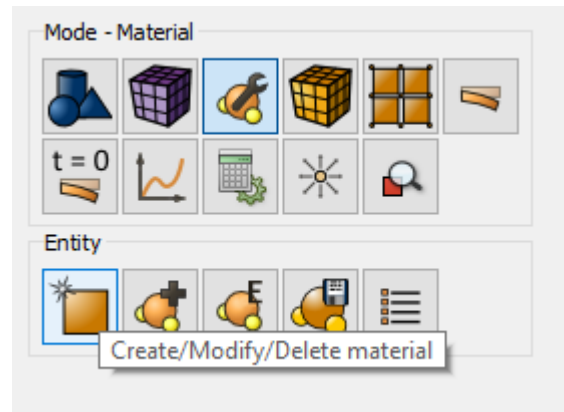 Mode - Material
t = 0
Entity
E
Create/Modify/Delete material